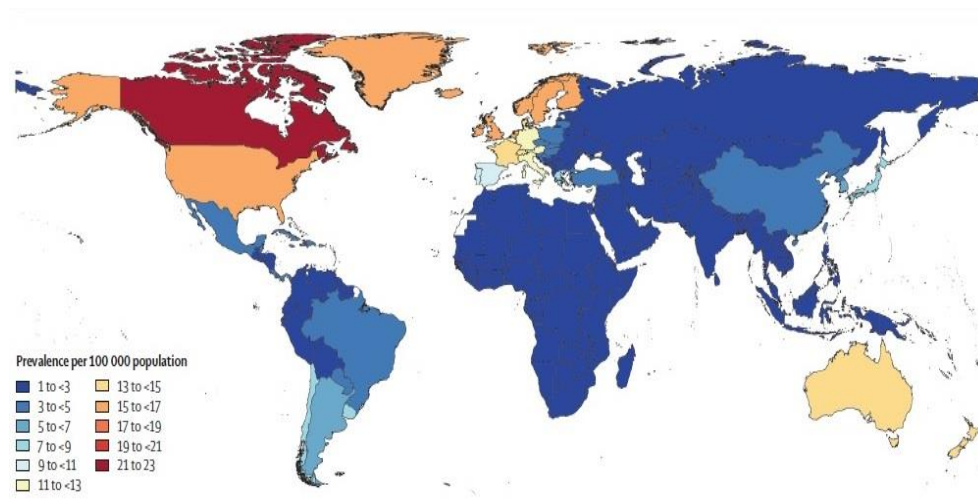 Prevalence per 100 000 population
1 to <3
3 to <5
5 to <7
7 to <9
9 to <11
11 to <13
13 to <15
15 to <17
17 to <19
19 to <21
21 to 23